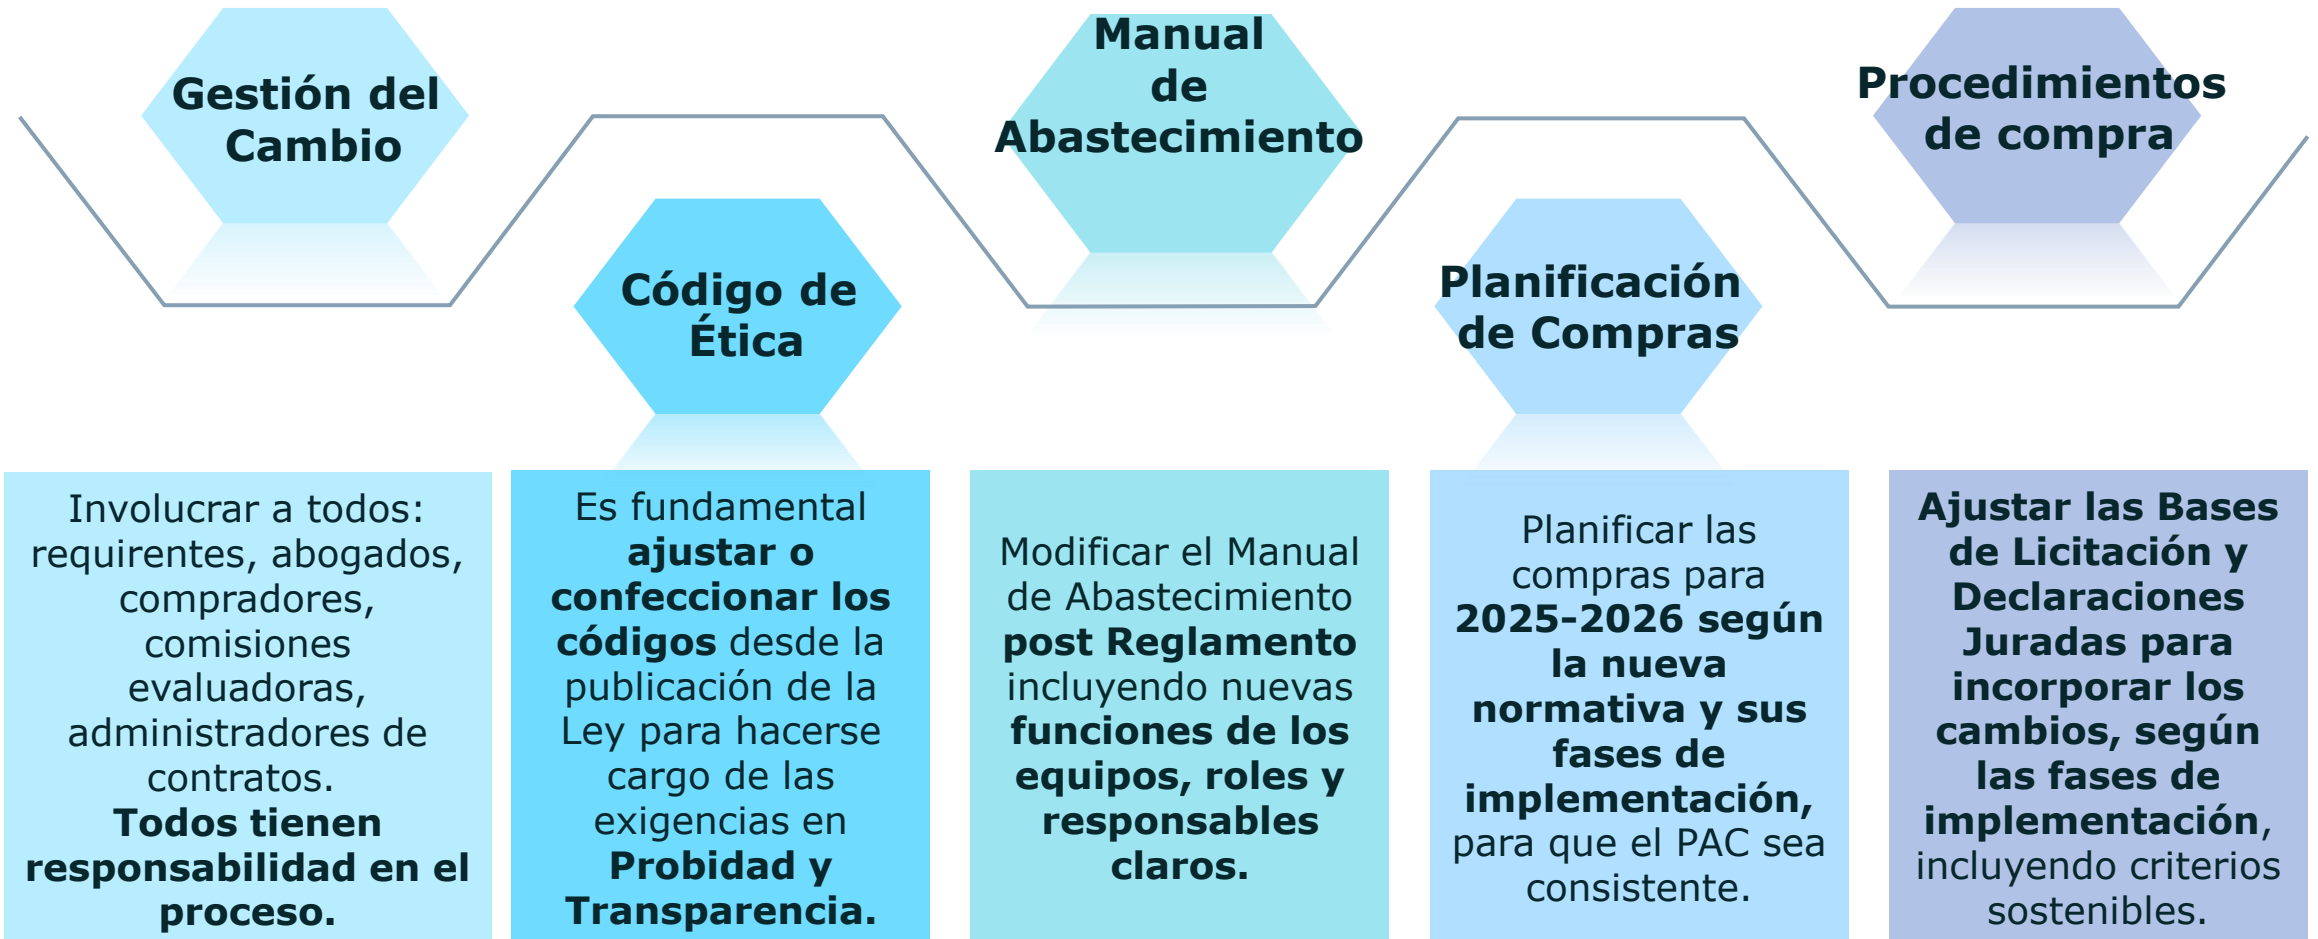 Gestión del
Cambio
Código de
Ética
Manual
de
Abastecimiento
Planificación
de Compras
Procedimientos
de compra
Involucrar a todos:
requirentes, abogados,
compradores,
comisiones
evaluadoras,
administradores de
contratos.
Todos tienen
responsabilidad en el
proceso.
Es fundamental
ajustar o
confeccionar los
códigos desde la
publicación de la
Ley para hacerse
cargo de las
exigencias en
Probidad y
Transparencia.
Modificar el Manual
de Abastecimiento
post Reglamento
incluyendo nuevas
funciones de los
equipos, roles y
responsables
claros.
Planificar las
compras para
2025-2026 según
la nueva
normativa y sus
fases de
implementación,
para que el PAC sea
consistente.
Ajustar las Bases
de Licitación y
Declaraciones
Juradas para
incorporar los
cambios, según
las fases de
implementación,
incluyendo criterios
sostenibles.